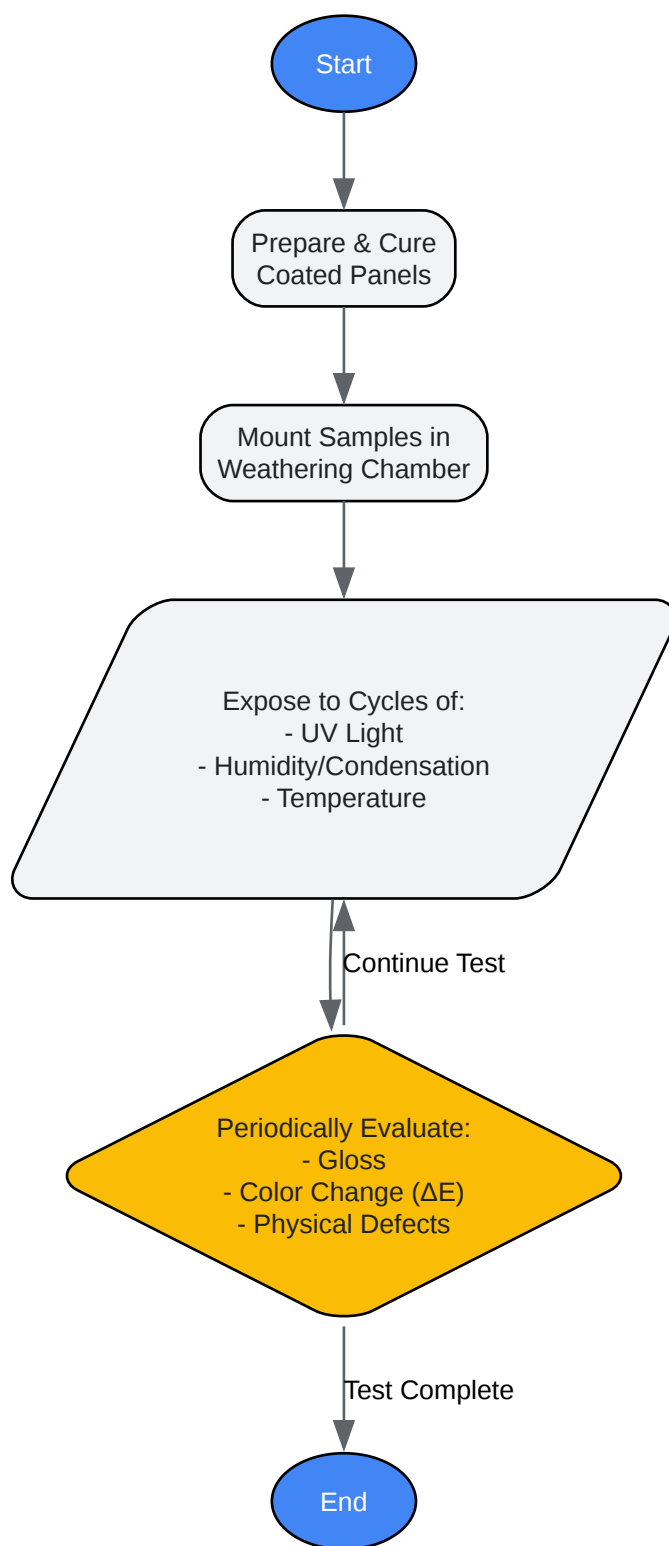 Start
Prepare & Cure
Coated Panels
Mount Samples in
Weathering Chamber
Expose to Cycles of:
- UV Light
- Humidity/Condensation
- Temperature
Continue Test
Periodically Evaluate:
- Gloss
- Color Change (ΔE)
- Physical Defects
Test Complete
End